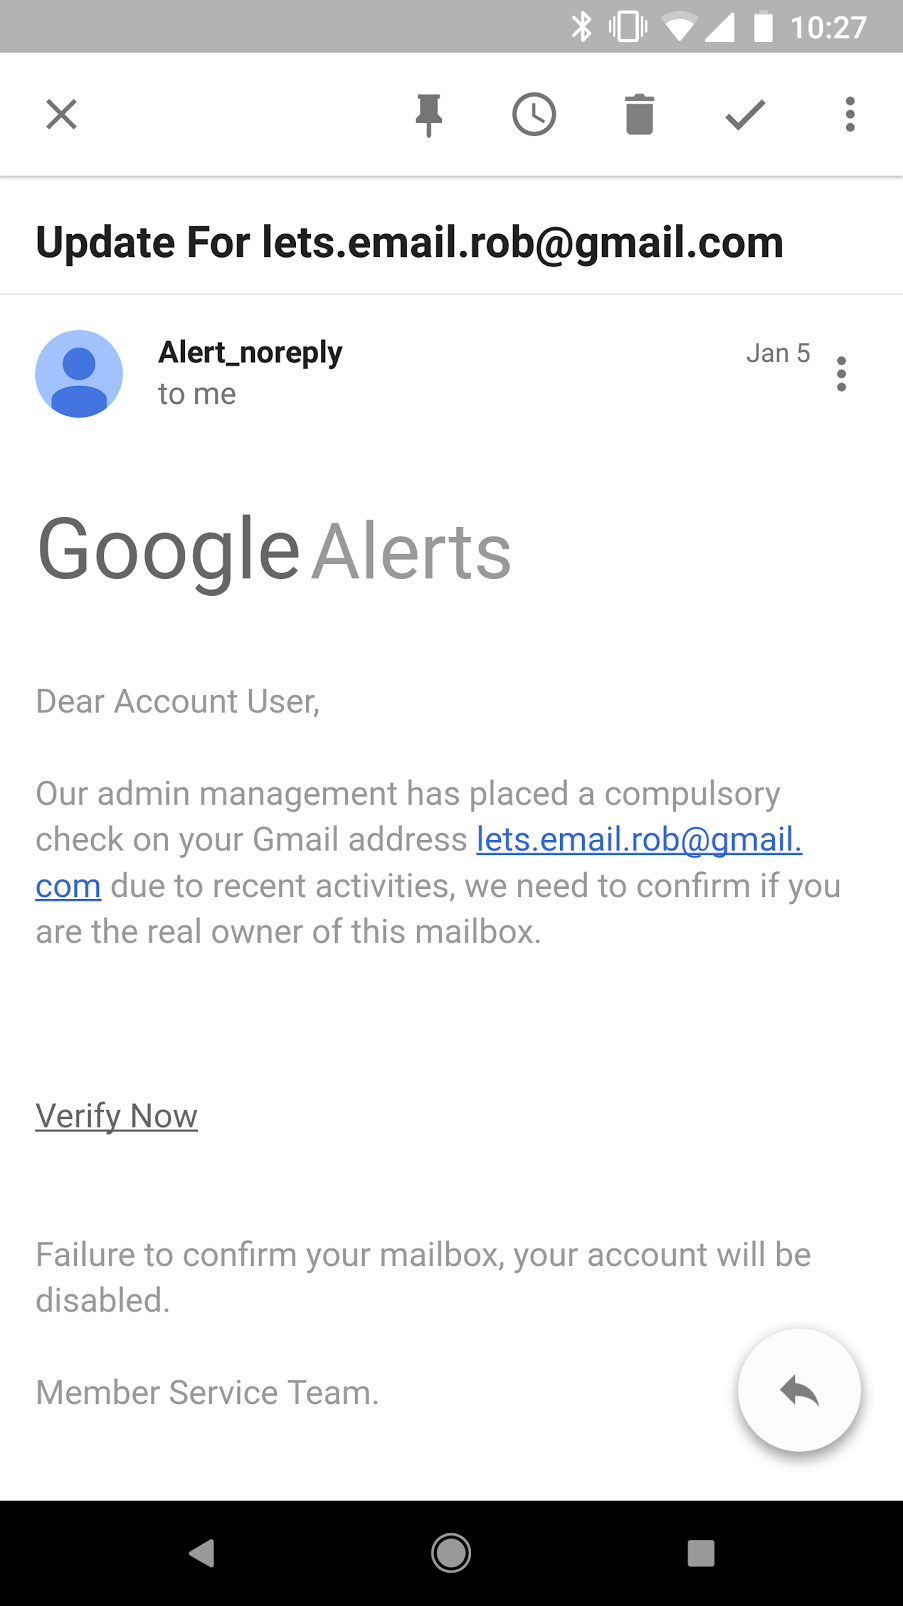 10:27
Update For lets.email.rob@gmail.com
Alert_noreply
Jan 5
to me
Google Alerts
Dear Account User,
Our admin management has placed a compulsory
check on your Gmail address lets.email.rob@gmail.
com due to recent activities, we need to confirm if you
are the real owner of this mailbox.
Verify Now
Failure to confirm your mailbox, your account will be
disabled.
Member Service Team.